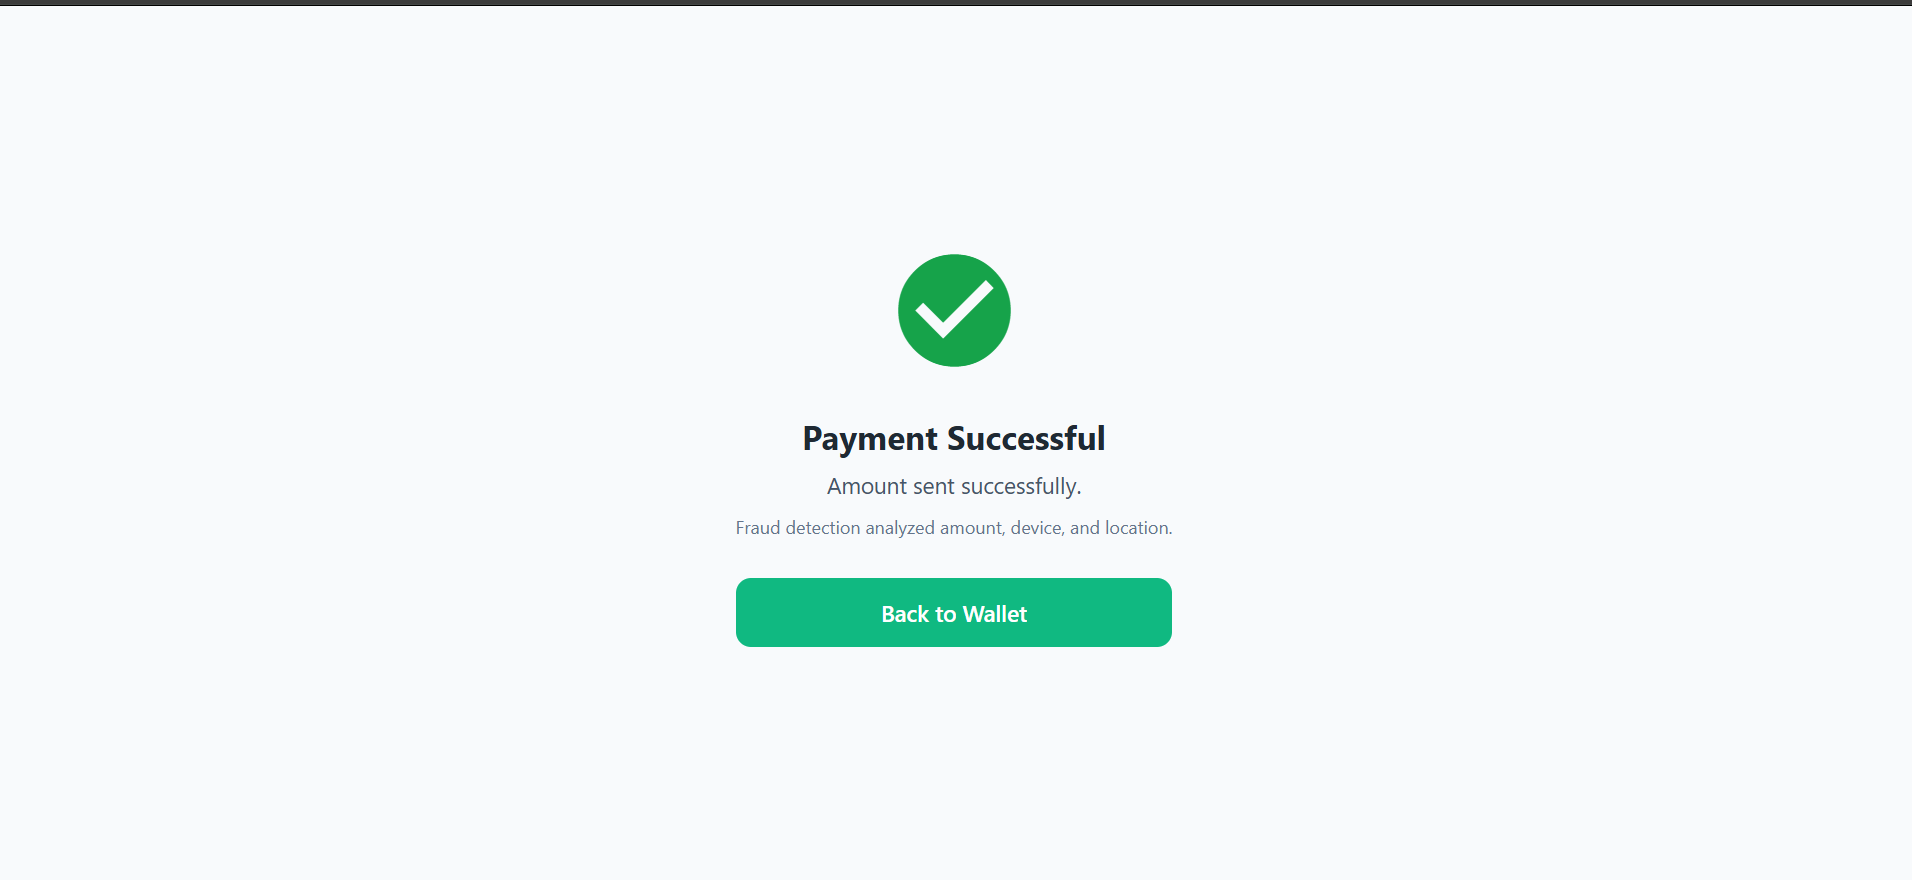 Payment Successful
Amount sent successfully.
Fraud detection analyzed amount, device, and location.
Back to Wallet